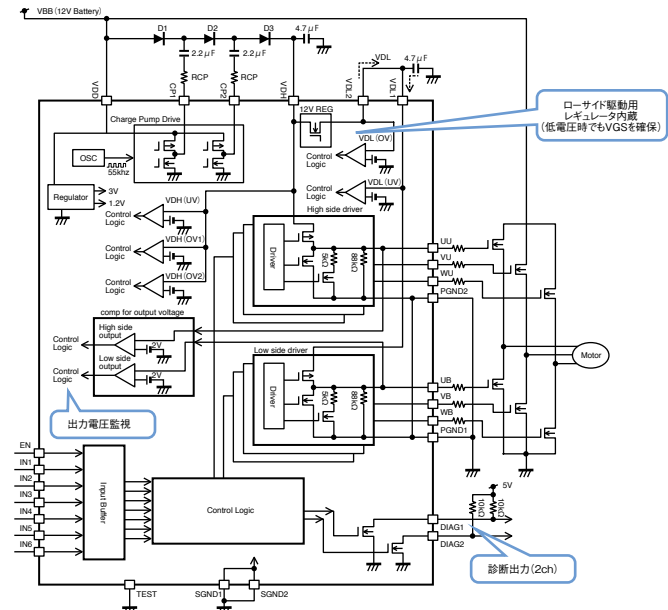 VBB (12V Battery)
D1
D2
D3
4.7μF
2.2μF
2.2μF
RCP
RCP
VDL
4.7μF
VDD
CP1
CP2
VDH
VDL2
VDL1
Charge Pump Drive
OSC
55khz
Regulator
3V
1.2V
12V REG
VDL (OV)
Control
Logic
VDL (UV)
Control
Logic
ローサイド駆動用
レギュレータ内蔵
(低電圧時でもVGSを確保)
VDH (UV)
Control
Logic
VDH (OV1)
Control
Logic
VDH (OV2)
Control
Logic
High side driver
Driver
5kΩ
88kΩ
UU
VU
WU
PGND2
comp for output voltage
High side
output
Control
Logic
2V
Low side
output
Control
Logic
2V
出力電圧監視
Low side driver
Driver
5kΩ
88kΩ
UB
VB
WB
PGND1
Motor
EN
IN1
IN2
IN3
IN4
IN5
IN6
Input Buffer
Control Logic
5V
10kΩ
10kΩ
DIAG1
DIAG2
診断出力(2ch)
TEST
SGND1
SGND2